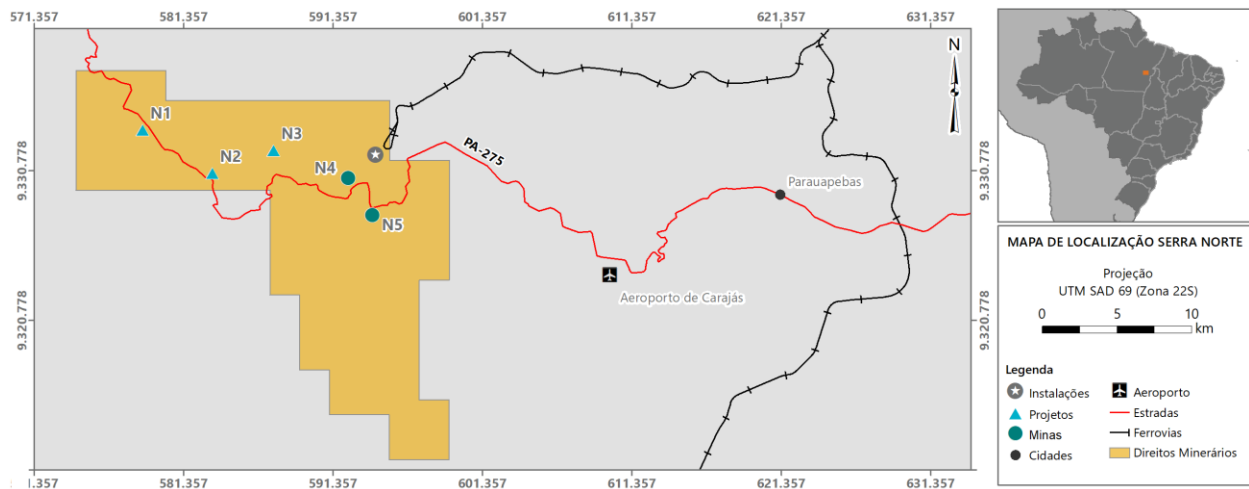 571.357 581.357 591.357 601.357 611.357 621.357 631.357
N
9.330.778
9.330.778
9.320.778
9.320.778
N1
N2
N3
N4
N5
PA-275
Parauapebas
Aeroporto de Carajás
571.357 581.357 591.357 601.357 611.357 621.357 631.357
MAPA DE LOCALIZAÇÃO SERRA NORTE
Projeção
UTM SAD 69 (Zona 22S)
0 5 10
km
Legenda
Instalações Aeroporto
Projetos Estradas
Minas Ferrovias
Cidades Direitos Minerários